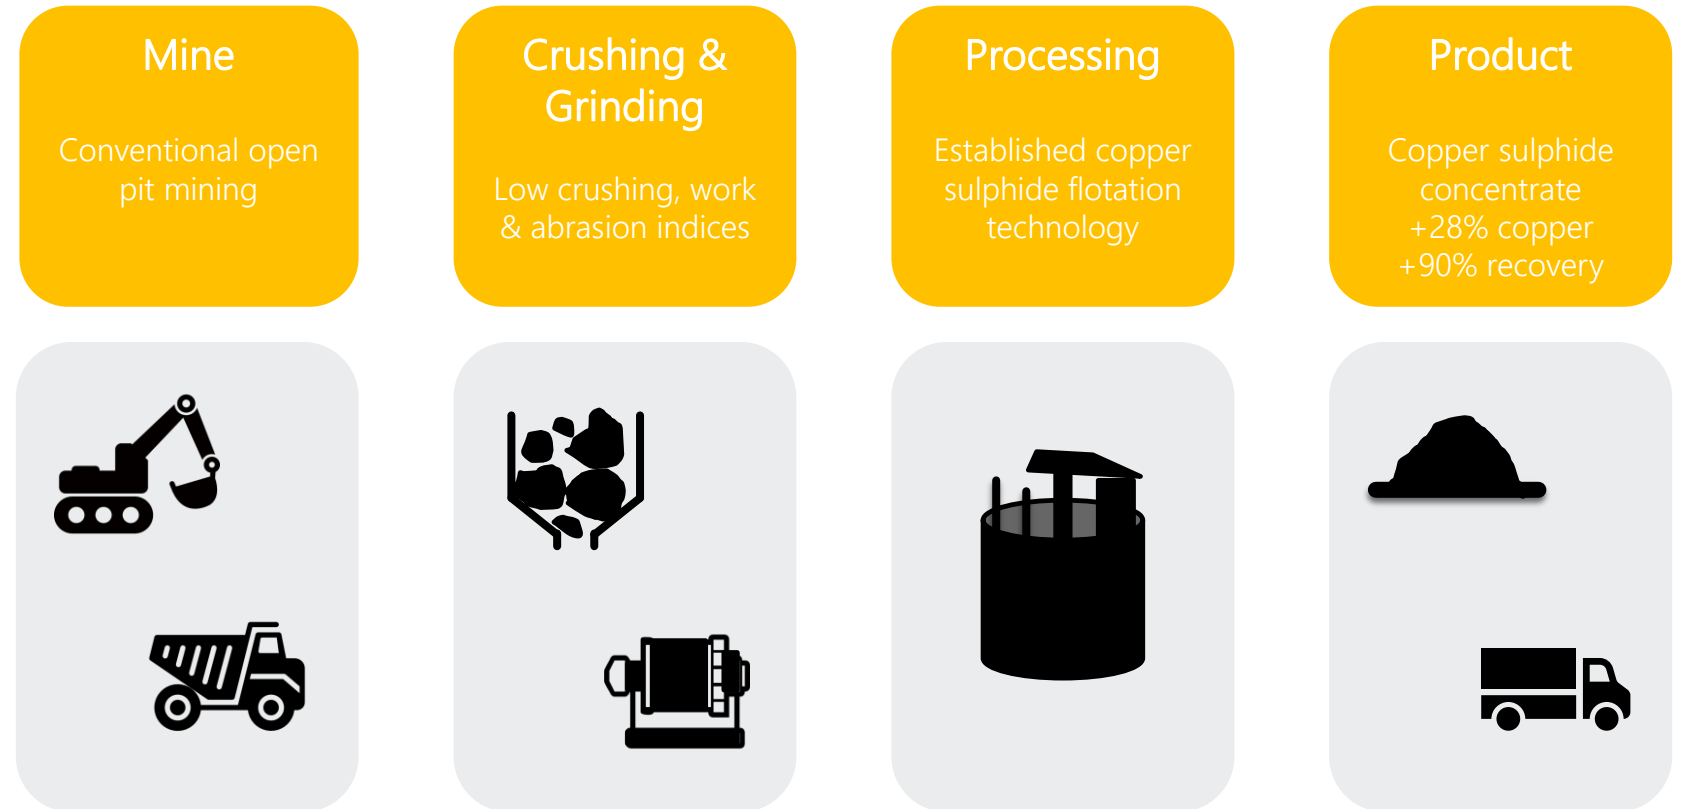 Mine
Conventional open
pit mining
Crushing &
Grinding
Low crushing, work
& abrasion indices
Processing
Established copper
sulphide flotation
technology
Product
Copper sulphide
concentrate
+28% copper
+90% recovery